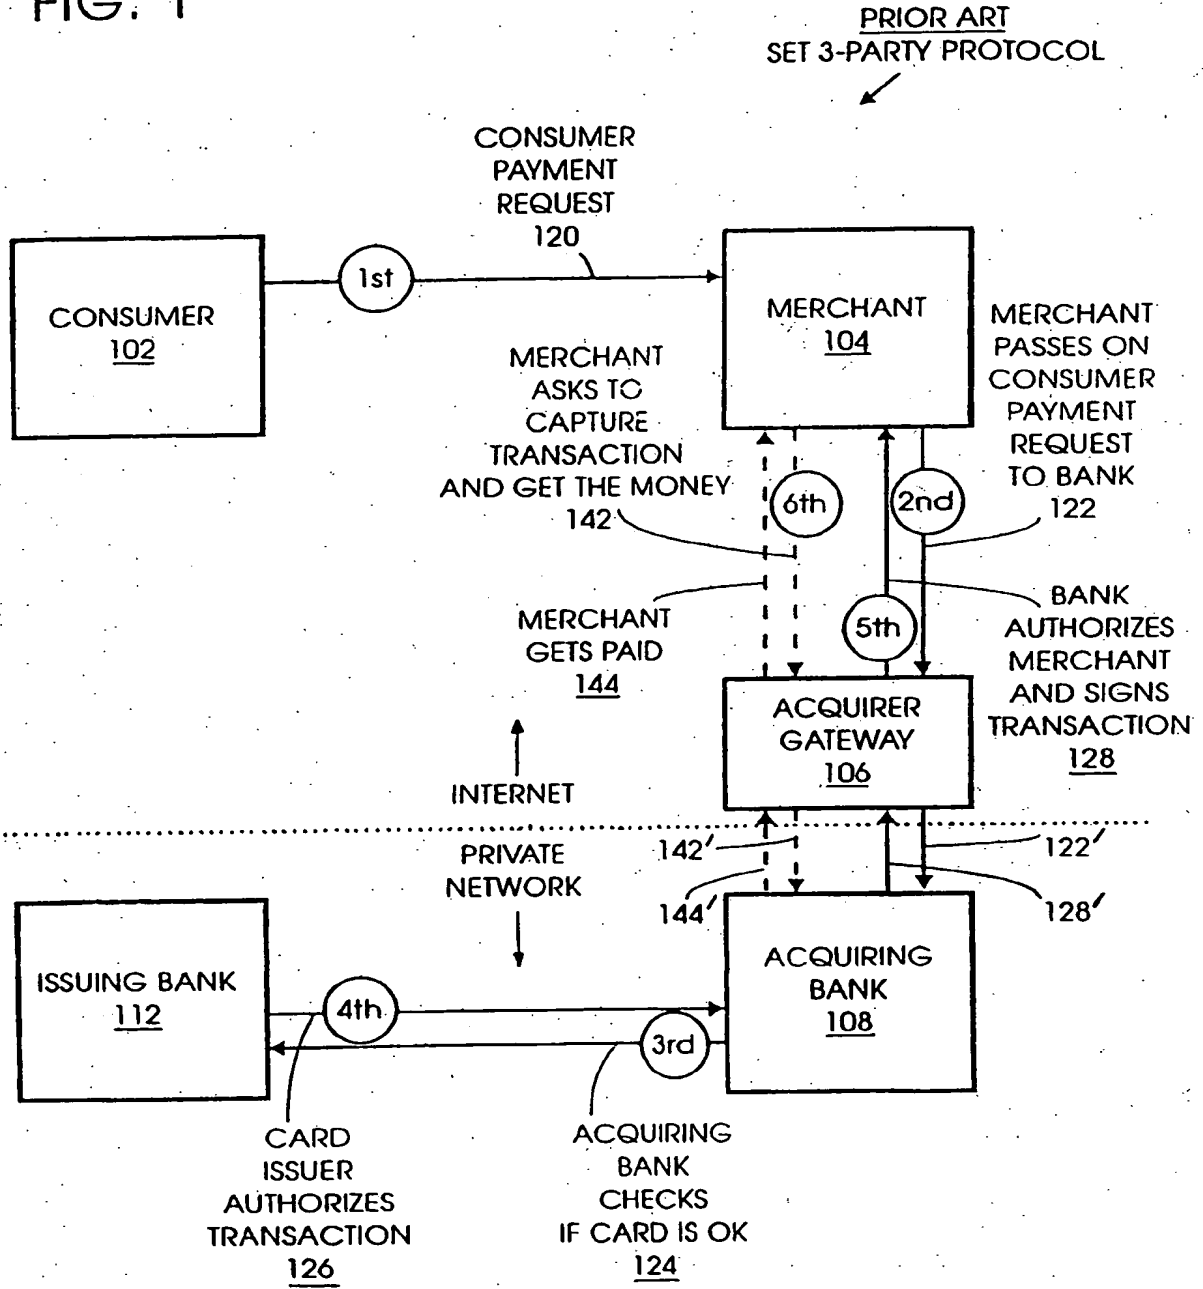 FIG. 1
PRIOR ART
SET 3-PARTY PROTOCOL
CONSUMER
PAYMENT
REQUEST
120
1st
CONSUMER
102
MERCHANT
104
MERCHANT
PASSES ON
CONSUMER
PAYMENT
REQUEST
TO BANK
122
MERCHANT
ASKS TO
CAPTURE
TRANSACTION
AND GET THE MONEY
142
6th
2nd
MERCHANT
GETS PAID
144
5th
BANK
AUTHORIZES
MERCHANT
AND SIGNS
TRANSACTION
128
ACQUIRER
GATEWAY
106
INTERNET
PRIVATE
NETWORK
142′
144′
122′
128′
ISSUING BANK
112
4th
3rd
ACQUIRING
BANK
108
CARD
ISSUER
AUTHORIZES
TRANSACTION
126
ACQUIRING
BANK
CHECKS
IF CARD IS OK
124